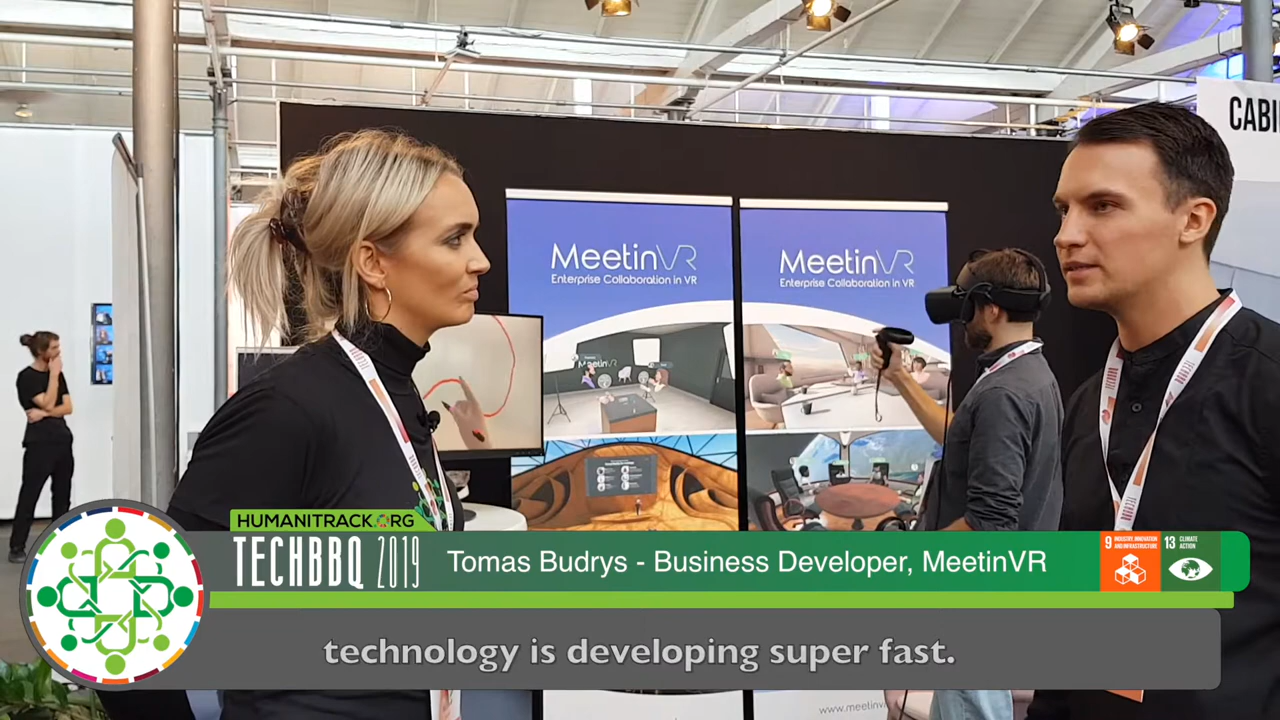 CABI
MeetinVR
Enterprise Collaboration in VR
MeetinVR
Enterprise Collaboration in VR
HUMANITRACK.ORG
TECHBBQ 2019
Tomas Budrys - Business Developer, MeetinVR
9 INDUSTRY, INNOVATION
AND INFRASTRUCTURE
13 CLIMATE
ACTION
technology is developing super fast.
www.meetinv